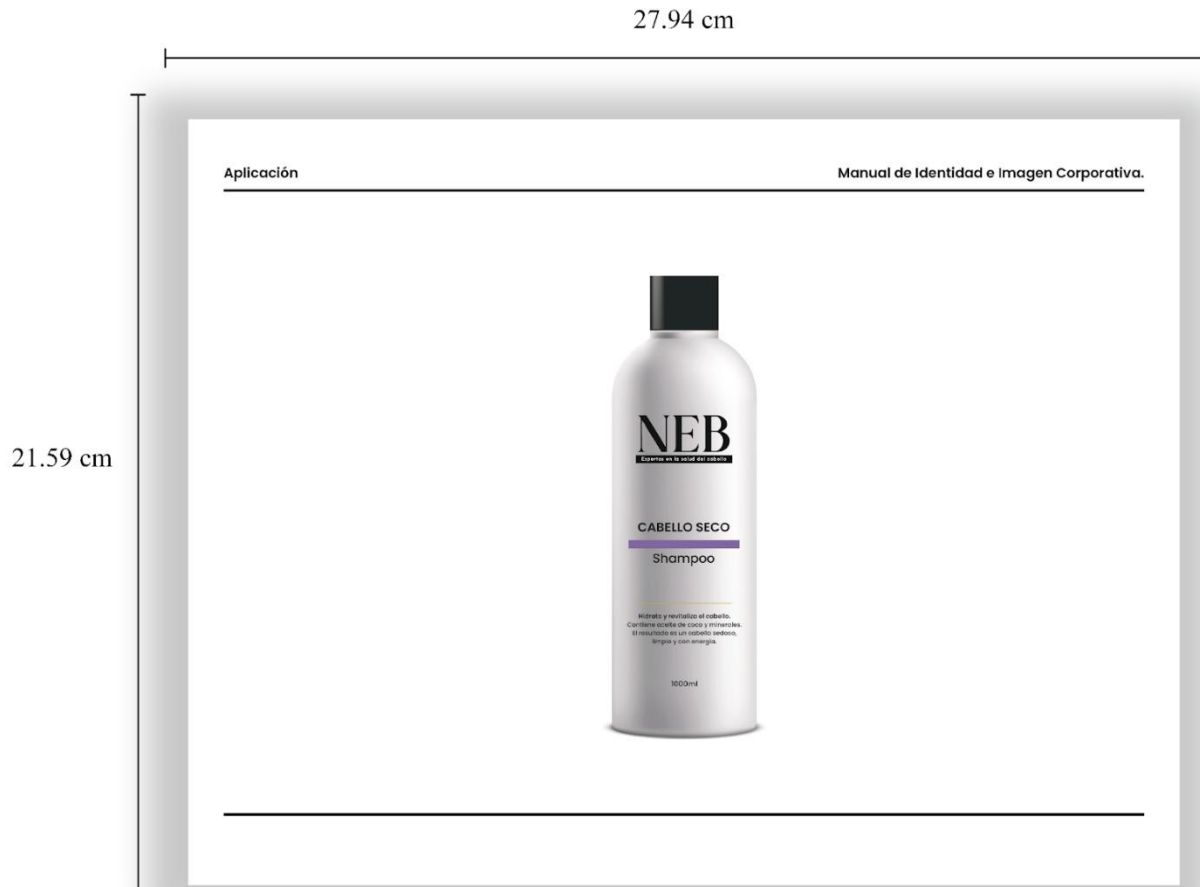 27.94 cm
Aplicación
Manual de Identidad e Imagen Corporativa.
21.59 cm
NEB
Expertos en la salud del cabello
CABELLO SECO
Shampoo
Hidrata y revitaliza el cabello.
Contiene aceite de coco y minerales.
El resultado es un cabello sedoso,
limpio y con energía.
1000ml